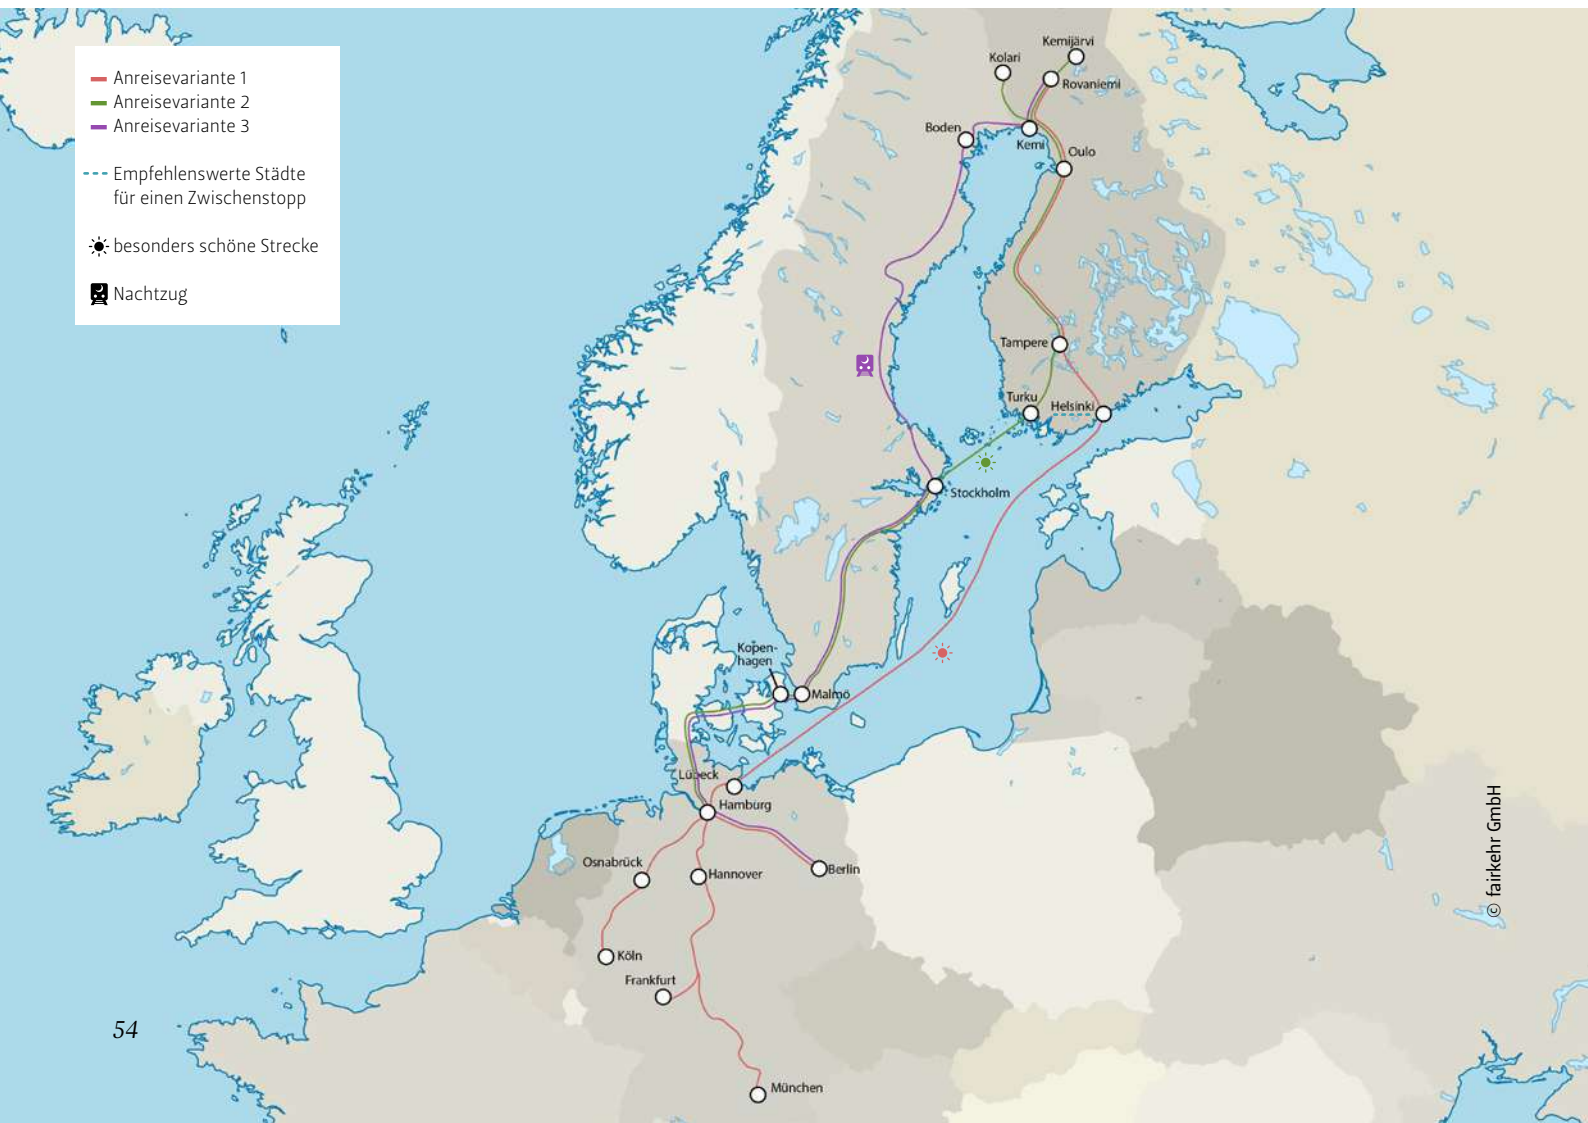 Anreisevariante 1
Anreisevariante 2
Anreisevariante 3
Empfehlenswerte Städte
für einen Zwischenstopp
besonders schöne Strecke
Nachtzug
Kemijärvi
Kolari
Rovaniemi
Boden
Kemi
Oulo
Tampere
Turku
Helsinki
Stockholm
Kopen-
hagen
Malmö
Lübeck
Hamburg
Osnabrück
Hannover
Berlin
Köln
Frankfurt
München
54
© fairkehr GmbH